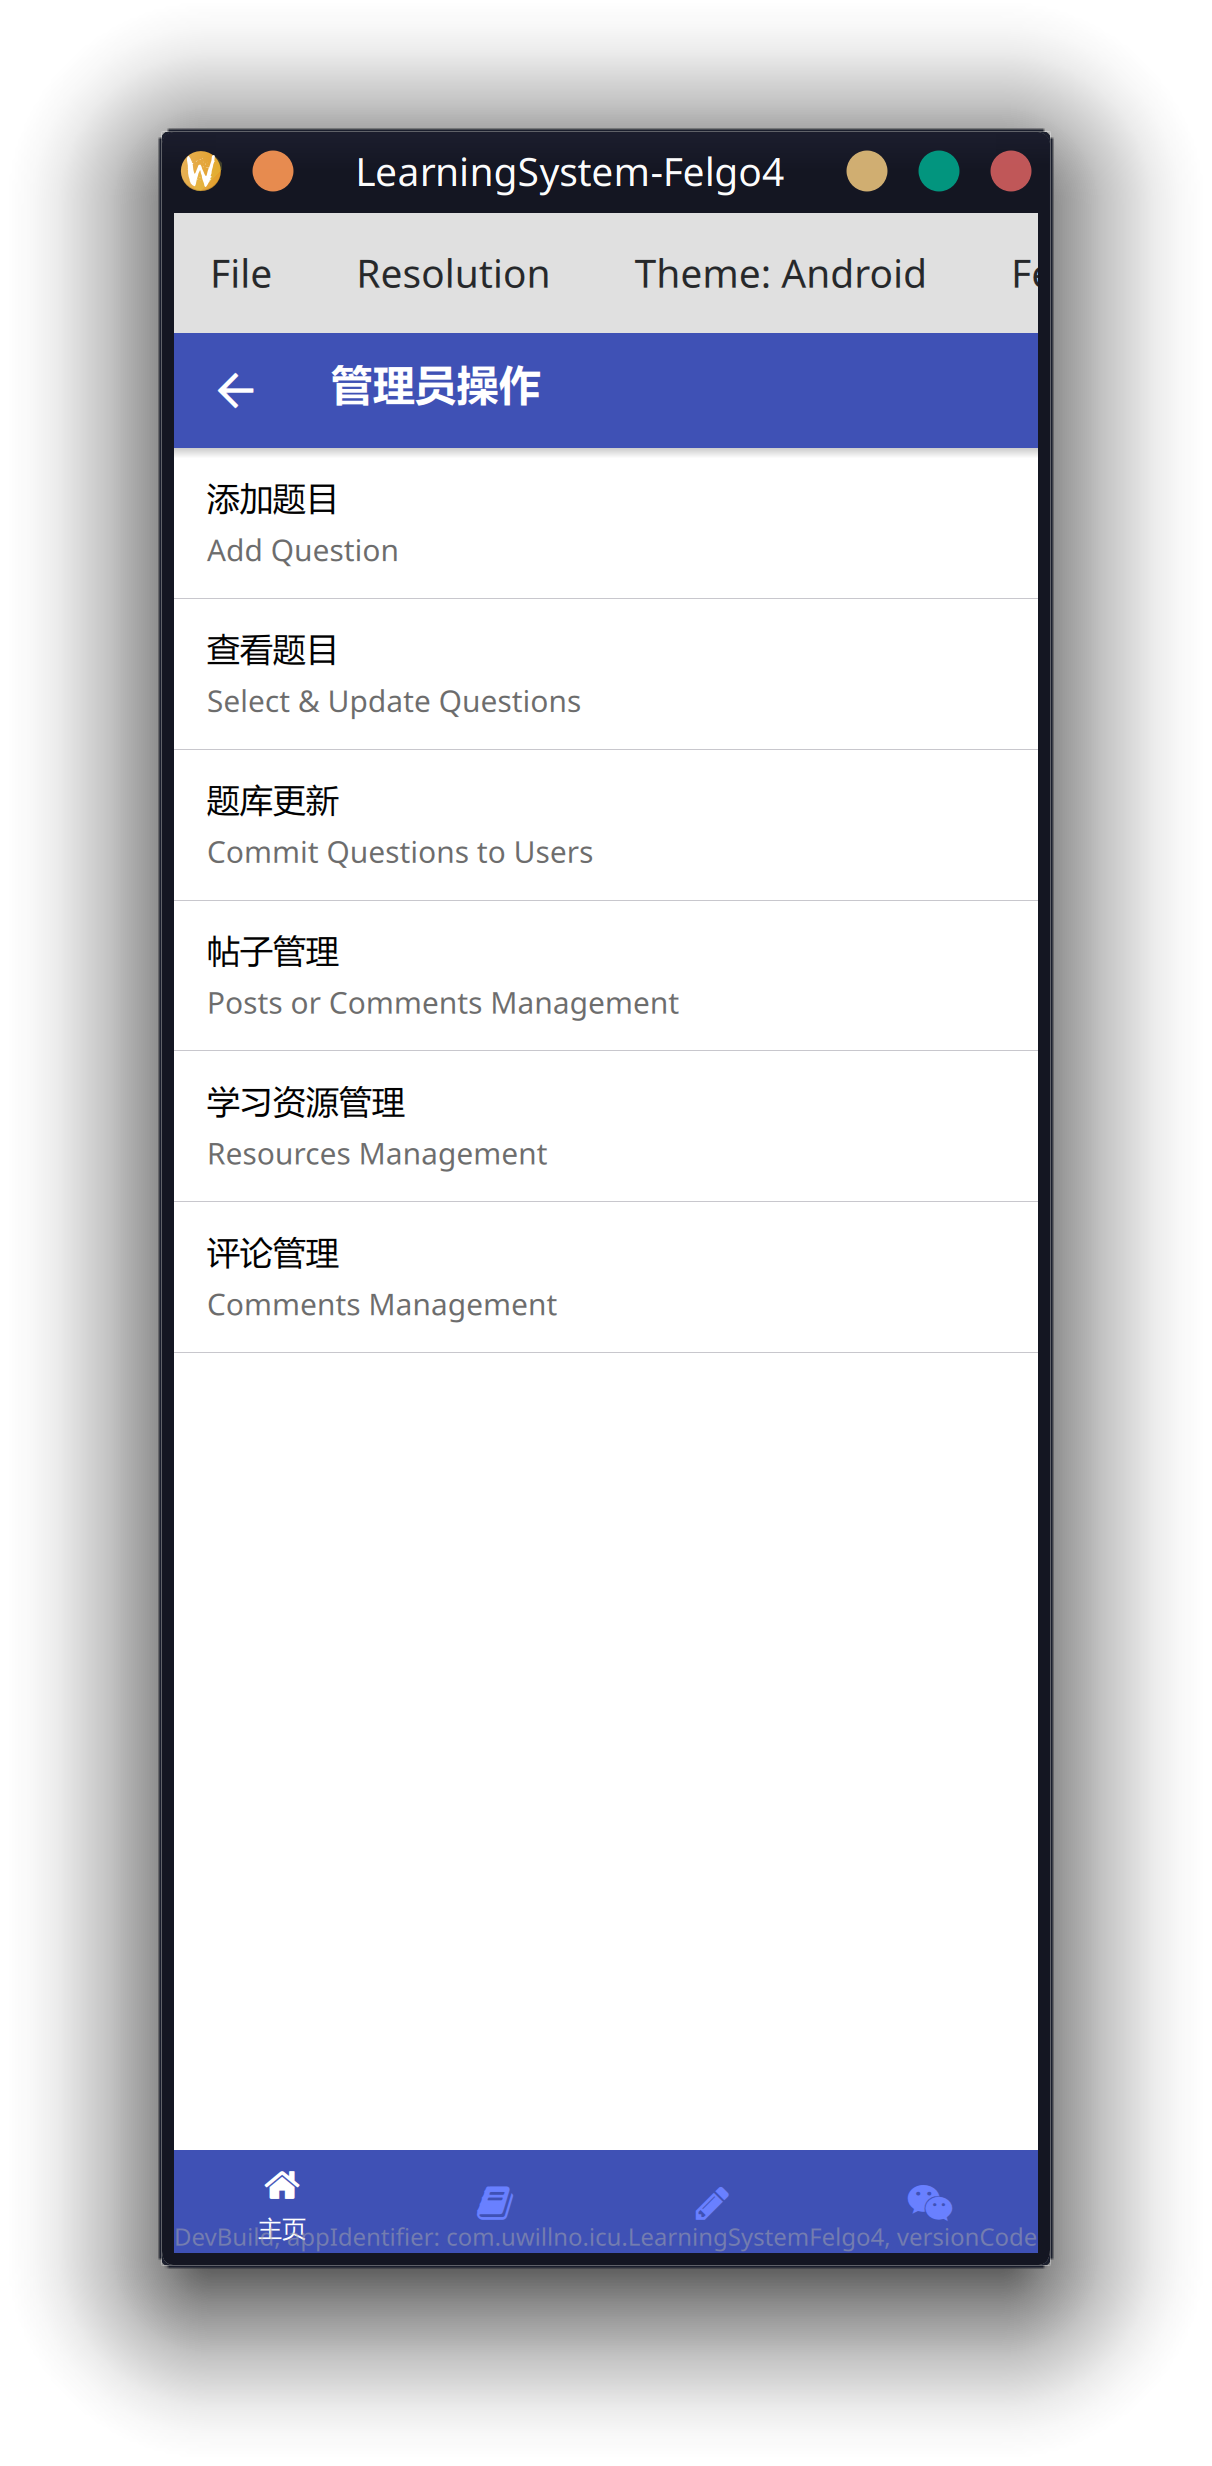 LearningSystem-Felgo4
File Resolution Theme: Android Fe
管理员操作
添加题目
Add Question
查看题目
Select & Update Questions
题库更新
Commit Questions to Users
帖子管理
Posts or Comments Management
学习资源管理
Resources Management
评论管理
Comments Management
主页
DevBuild, appIdentifier: com.uwillno.icu.LearningSystemFelgo4, versionCode